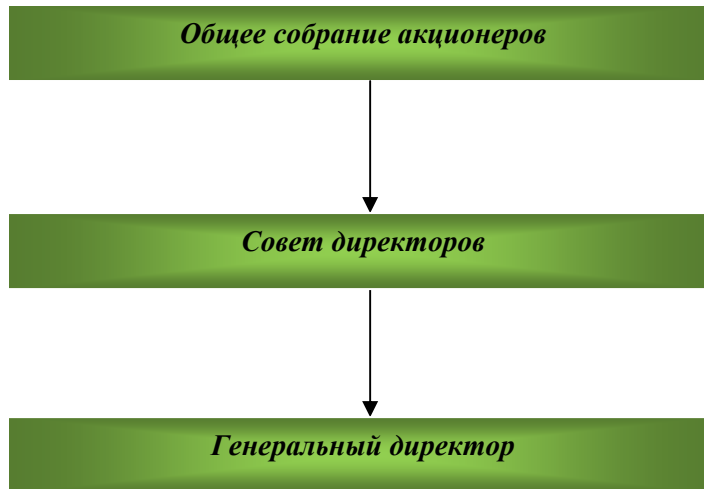 Общее собрание акционеров
Совет директоров
Генеральный директор